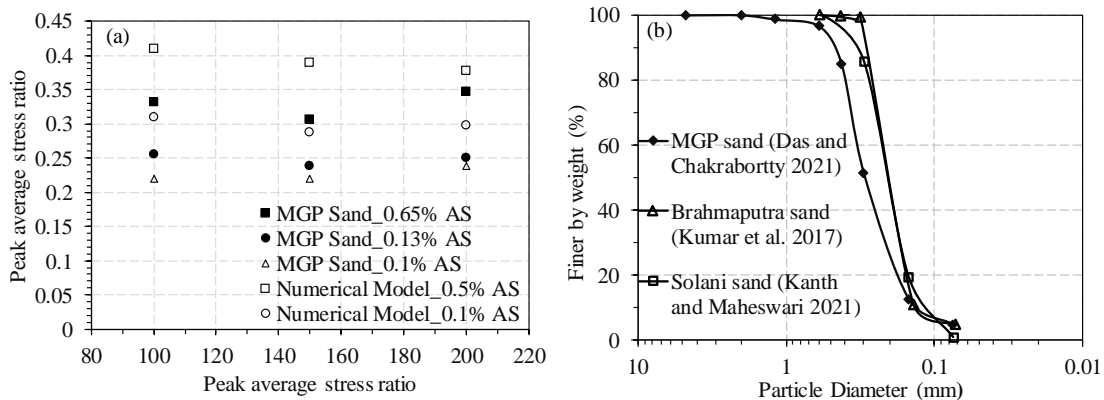 (a)
0.45
0.4
0.35
0.3
0.25
0.2
0.15
0.1
0.05
0
80 100 120 140 160 180 200 220
Peak average stress ratio
Peak average stress ratio
MGP Sand_0.65% AS
MGP Sand_0.13% AS
MGP Sand_0.1% AS
Numerical Model_0.5% AS
Numerical Model_0.1% AS
(b)
100
80
60
40
20
0
10 1 0.1 0.01
Finer by weight (%)
Particle Diameter (mm)
MGP sand (Das and
Chakrabortty 2021)
Brahmaputra sand
(Kumar et al. 2017)
Solani sand (Kanth
and Maheswari 2021)